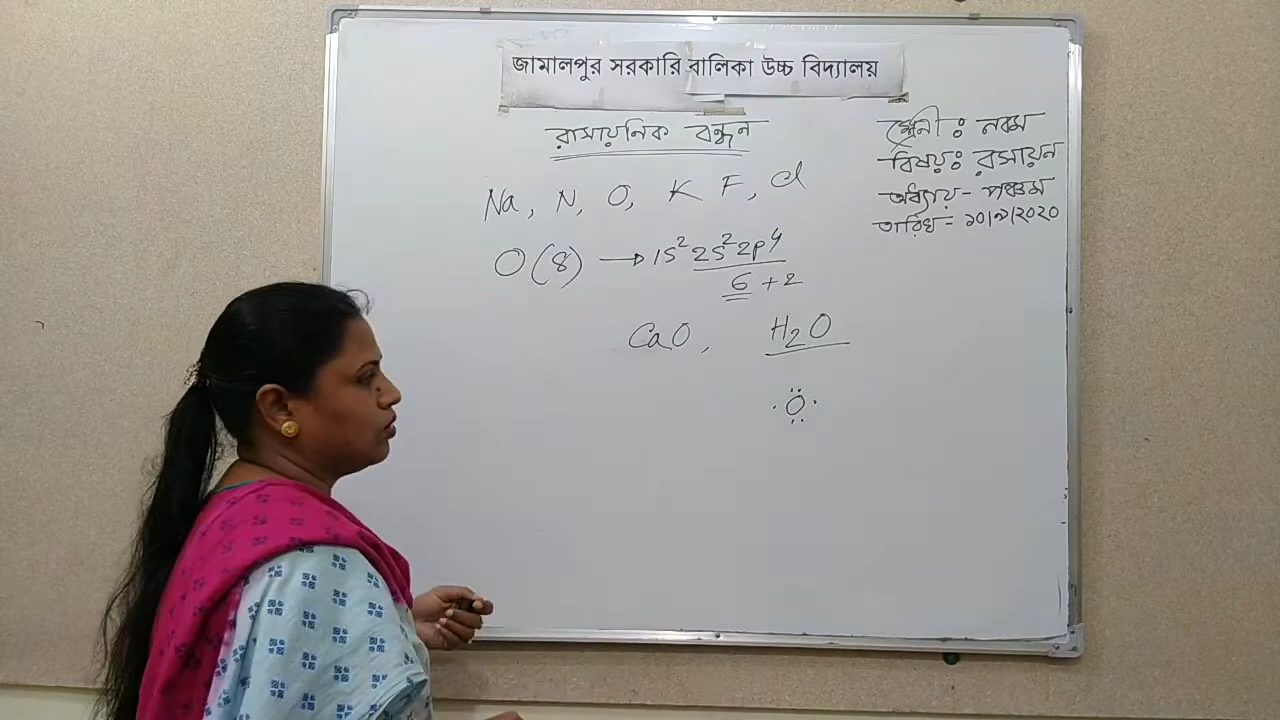 জামালপুর সরকারি বালিকা উচ্চ বিদ্যালয়
রাসায়নিক বন্ধন
শ্রেনী ঃ নবম
বিষয় ঃ রসায়ন
অধ্যায় - পঞ্চম
তারিখ = ১০/৯/২০২০
Na, N, O, K F, Cl
O(8) → 1s² 2s² 2p⁴
6 + 2
CaO, H₂O
O